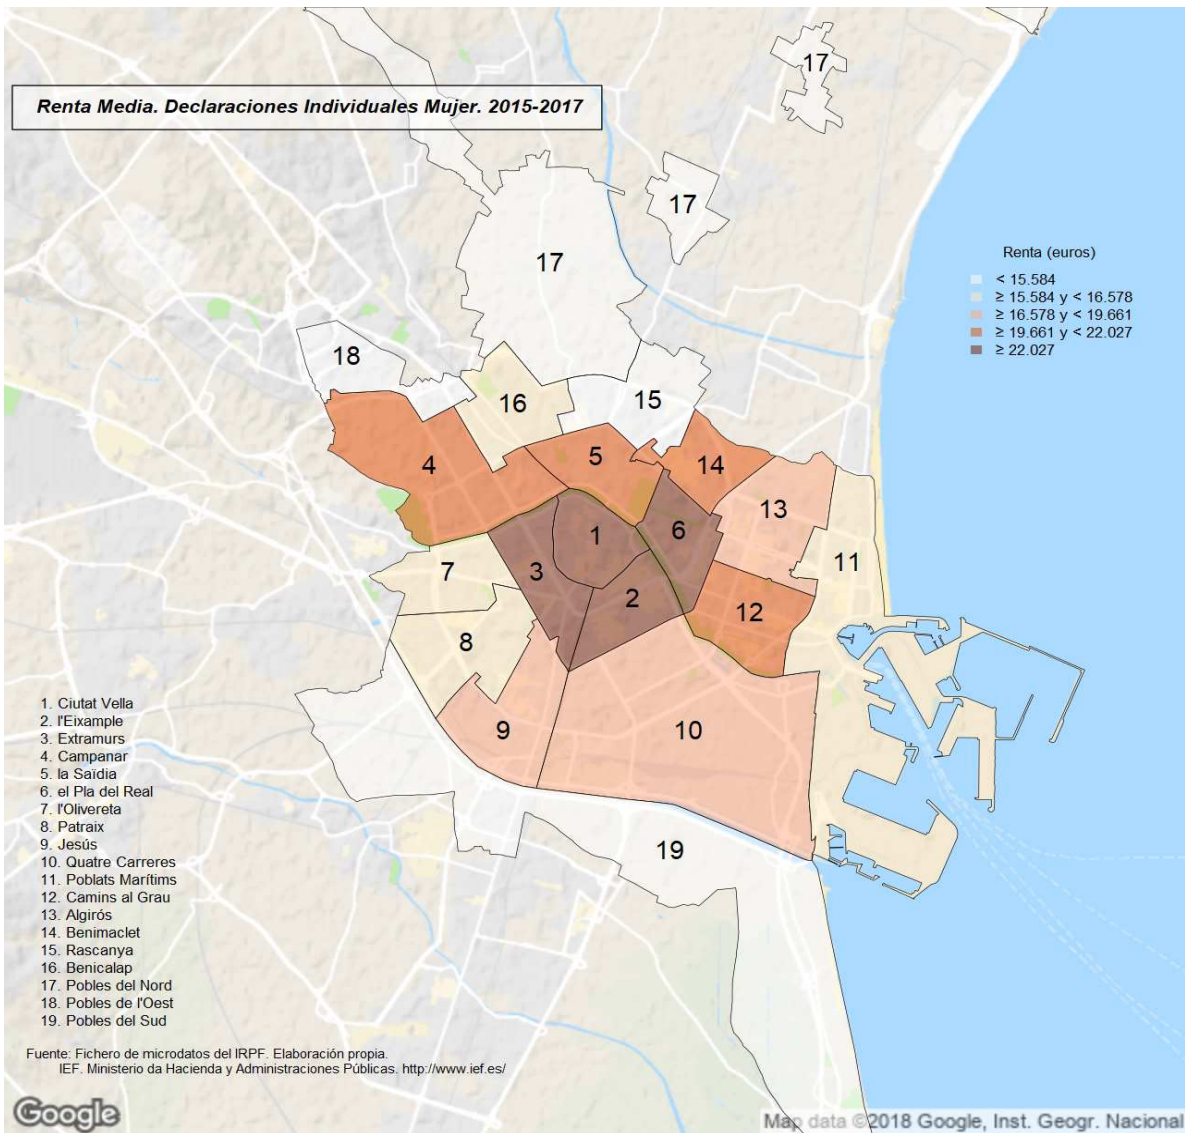 17
Renta Media. Declaraciones Individuales Mujer. 2015-2017
17
17
Renta (euros)
< 15.584
≥ 15.584 y < 16.578
≥ 16.578 y < 19.661
≥ 19.661 y < 22.027
≥ 22.027
18
16
15
4
5
14
13
6
1
11
7
3
2
12
8
9
10
19
1. Ciutat Vella
2. l'Eixample
3. Extramurs
4. Campanar
5. la Saïdia
6. el Pla del Real
7. l'Olivereta
8. Patraix
9. Jesús
10. Quatre Carreres
11. Poblats Marítims
12. Camins al Grau
13. Algirós
14. Benimaclet
15. Rascanya
16. Benicalap
17. Pobles del Nord
18. Pobles de l'Oest
19. Pobles del Sud
Fuente: Fichero de microdatos del IRPF. Elaboración propia.
IEF. Ministerio da Hacienda y Administraciones Públicas. http://www.ief.es/
Google
Map data ©2018 Google, Inst. Geogr. Nacional